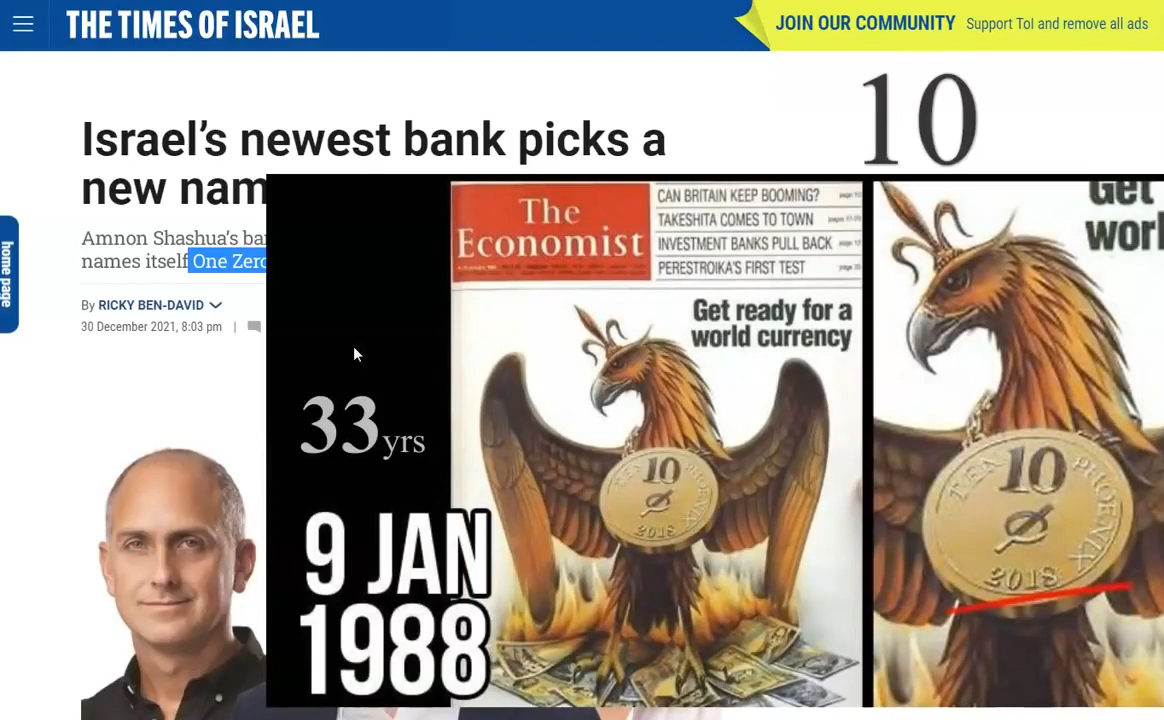 THE TIMES OF ISRAEL
JOIN OUR COMMUNITY Support ToI and remove all ads
10
Israel's newest bank picks a
new nam
Amnon Shashua's ba
names itself One Zero
home page
By RICKY BEN-DAVID
30 December 2021, 8:03 pm |
33yrs
9 JAN
1988
The
Economist
CAN BRITAIN KEEP BOOMING?
TAKESHITA COMES TO TOWN
INVESTMENT BANKS PULL BACK
PERESTROIKA'S FIRST TEST
Get ready for a
world currency
10
2018
Get
worl
TEN PHOENIX
10
2018